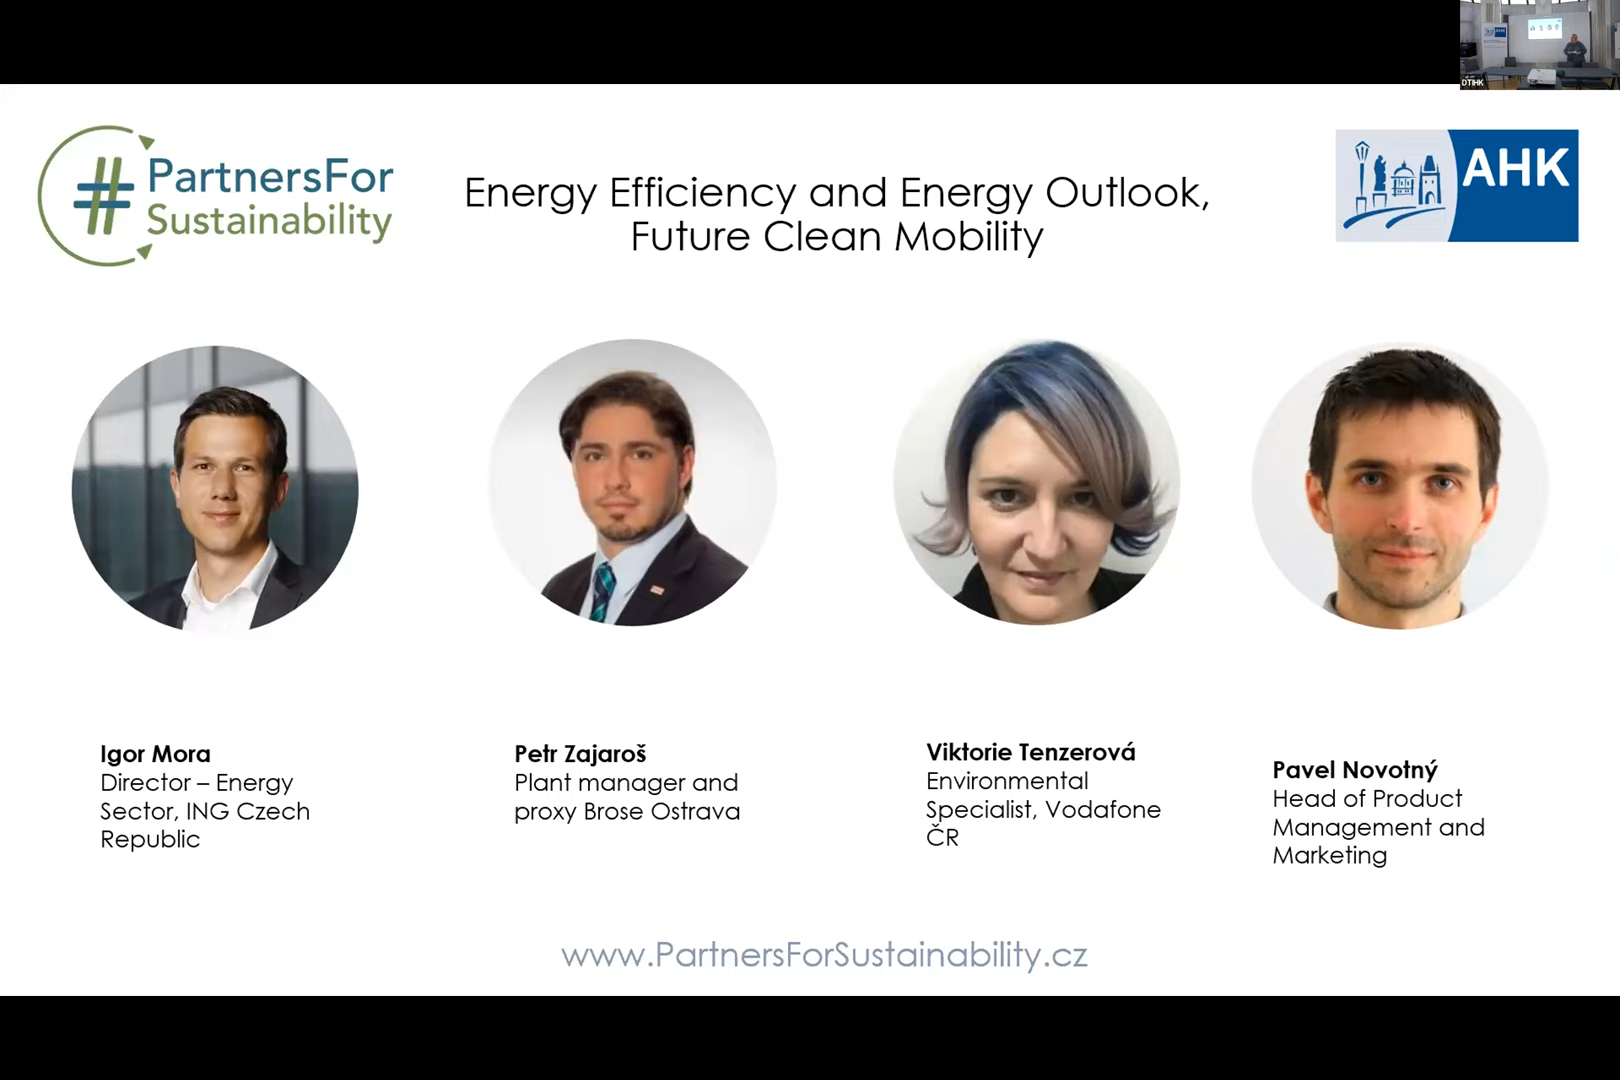 DTIHK
AHK
#PartnersFor
Sustainability
Energy Efficiency and Energy Outlook,
Future Clean Mobility
AHK
Igor Mora
Director – Energy
Sector, ING Czech
Republic
Petr Zajaroš
Plant manager and
proxy Brose Ostrava
Viktorie Tenzerová
Environmental
Specialist, Vodafone
ČR
Pavel Novotný
Head of Product
Management and
Marketing
www.PartnersForSustainability.cz